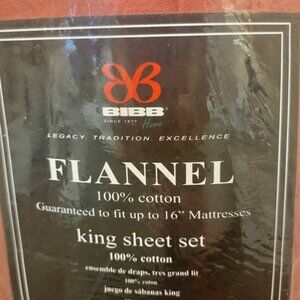 BIBB
SINCE 1877
Home
LEGACY TRADITION EXCELLENCE
FLANNEL
100% cotton
Guaranteed to fit up to 16" Mattresses
king sheet set
100% cotton
ensemble de draps, tres grand lit
100% coton
juego de sábanas king